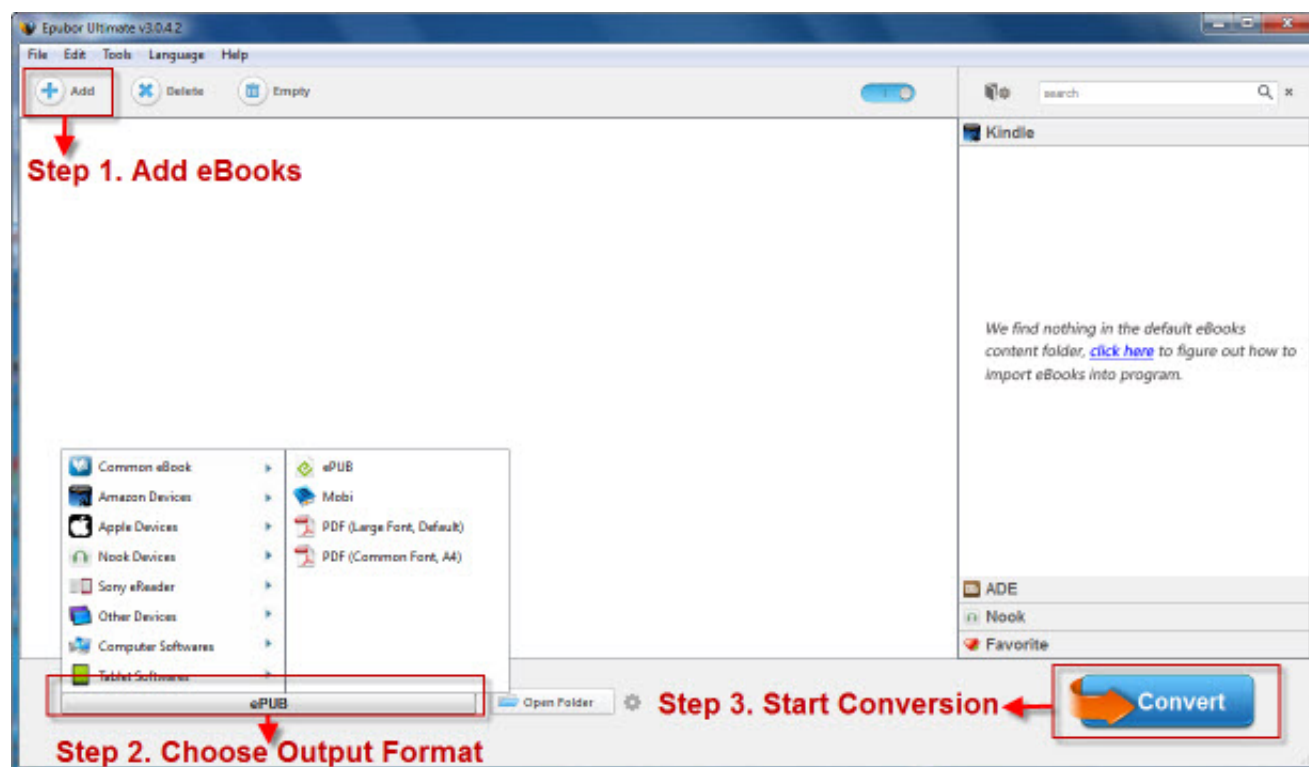 Epubor Ultimate v3.0.4.2
File Edit Tools Language Help
Add Delete Empty
search
Kindle
Step 1. Add eBooks
We find nothing in the default eBooks
content folder, click here to figure out how to
import eBooks into program.
Common eBook
Amazon Devices
Apple Devices
Nook Devices
Sony eReader
Other Devices
Computer Softwares
Tablet Softwares
ePUB
Mobi
PDF (Large Font, Default)
PDF (Common Font, A4)
ADE
Nook
Favorite
ePUB
Open Folder
Step 3. Start Conversion
Convert
Step 2. Choose Output Format